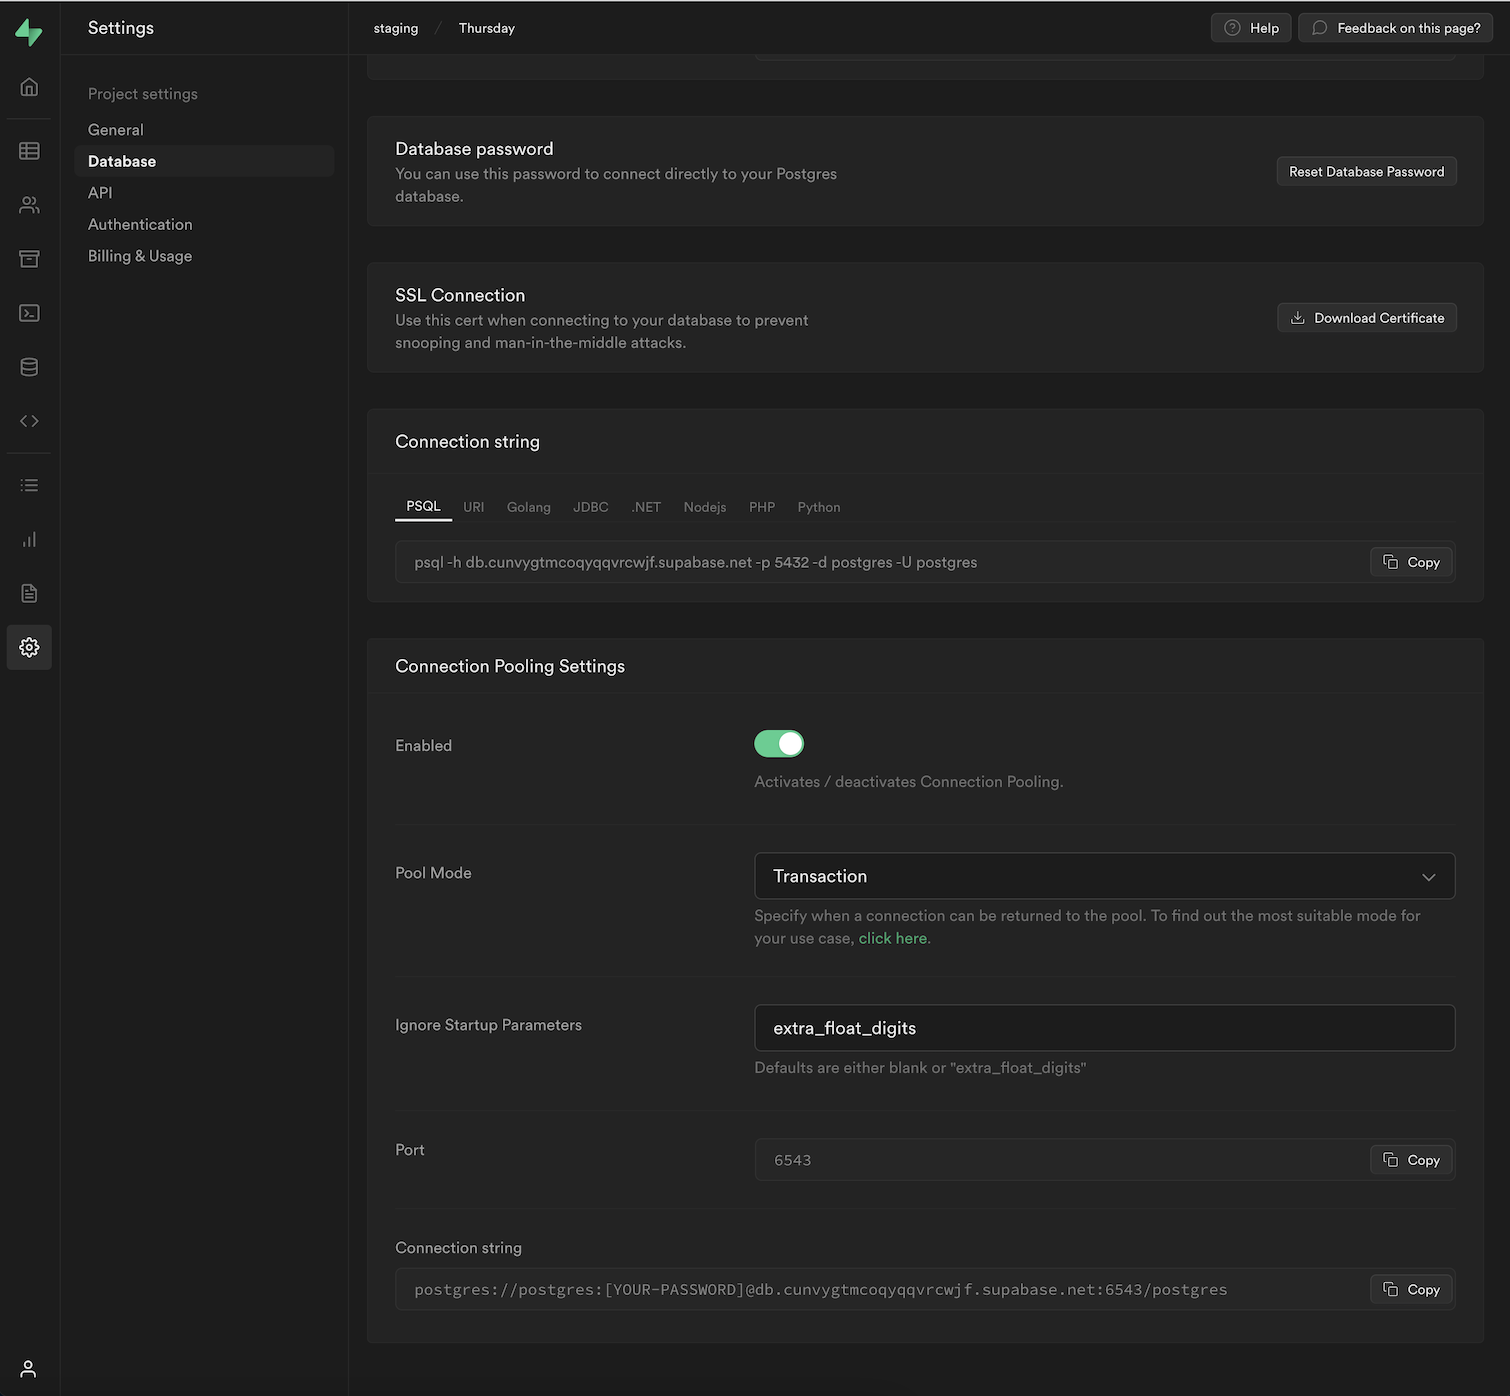 Settings
staging / Thursday
Help
Feedback on this page?
Project settings
General
Database
API
Authentication
Billing & Usage
Database password
You can use this password to connect directly to your Postgres
database.
Reset Database Password
SSL Connection
Use this cert when connecting to your database to prevent
snooping and man-in-the-middle attacks.
Download Certificate
Connection string
PSQL URI Golang JDBC .NET Nodejs PHP Python
psql -h db.cunvygtmcoqyqqvrcwjf.supabase.net -p 5432 -d postgres -U postgres
Copy
Connection Pooling Settings
Enabled
Activates / deactivates Connection Pooling.
Pool Mode
Transaction
Specify when a connection can be returned to the pool. To find out the most suitable mode for
your use case, click here.
Ignore Startup Parameters
extra_float_digits
Defaults are either blank or "extra_float_digits"
Port
6543
Copy
Connection string
postgres://postgres:[YOUR-PASSWORD]@db.cunvygtmcoqyqqvrcwjf.supabase.net:6543/postgres
Copy